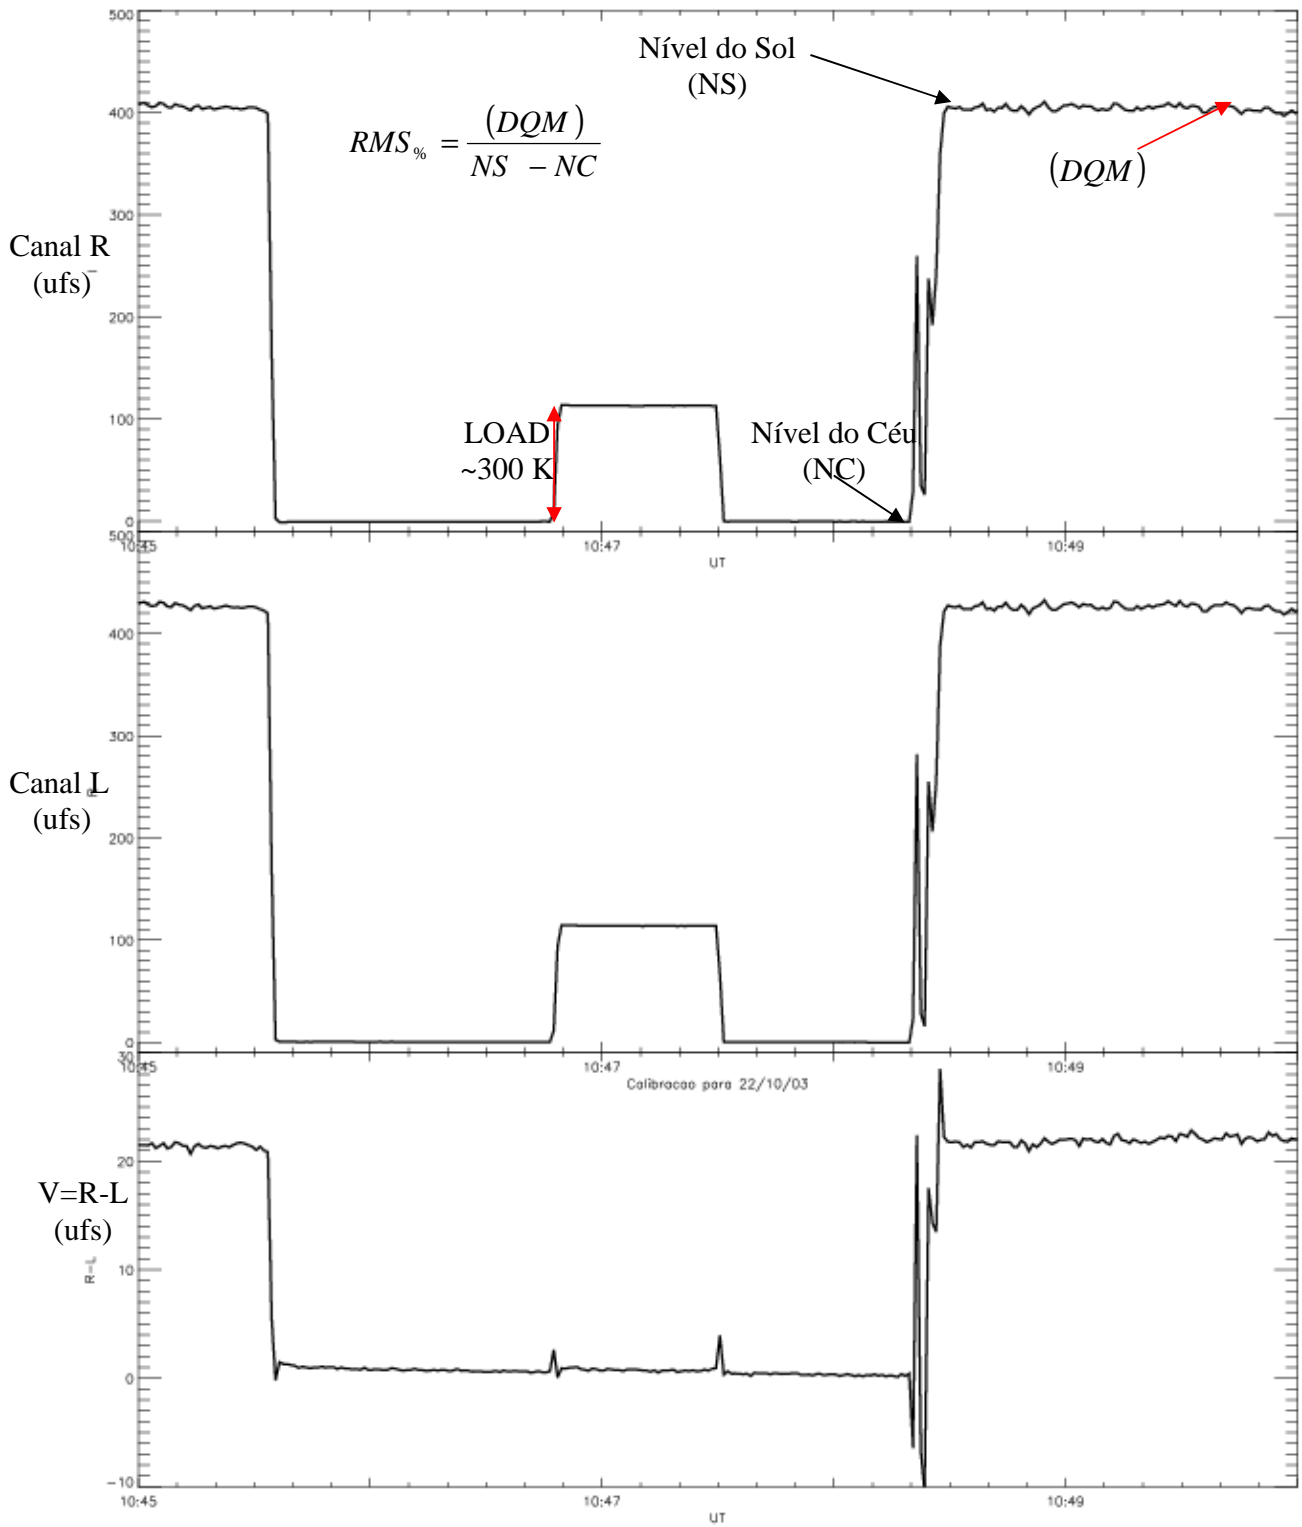 500
Nível do Sol
(NS)
400
RMS% = (DQM) / NS - NC
(DQM)
300
Canal R
(ufs)
200
100
LOAD
~300 K
Nível do Céu
(NC)
0
10:45
10:47
10:49
UT
500
400
300
Canal L
(ufs)
200
100
0
10:45
10:47
10:49
Calibracao para 22/10/03
30
20
V=R-L
(ufs)
R-L
10
0
-10
10:45
10:47
10:49
UT